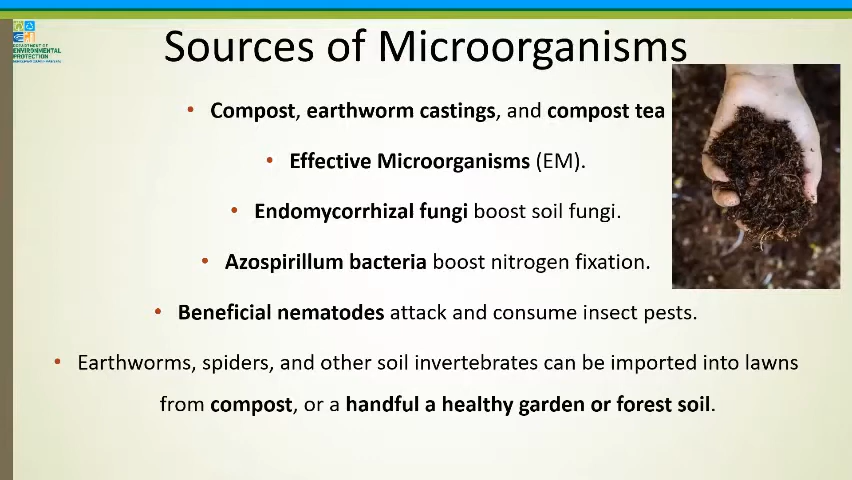 DEPARTMENT OF
ENVIRONMENTAL
PROTECTION
Sources of Microorganisms
• Compost, earthworm castings, and compost tea
• Effective Microorganisms (EM).
• Endomycorrhizal fungi boost soil fungi.
• Azospirillum bacteria boost nitrogen fixation.
• Beneficial nematodes attack and consume insect pests.
• Earthworms, spiders, and other soil invertebrates can be imported into lawns
from compost, or a handful a healthy garden or forest soil.